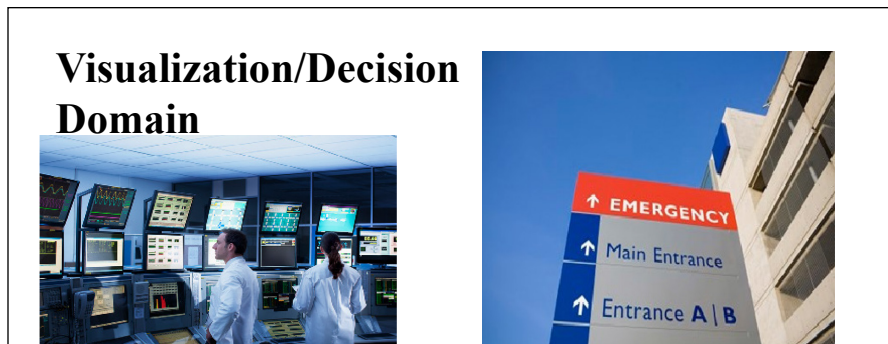 Visualization/Decision
Domain
↑ EMERGENCY
↑ Main Entrance
↑ Entrance A | B